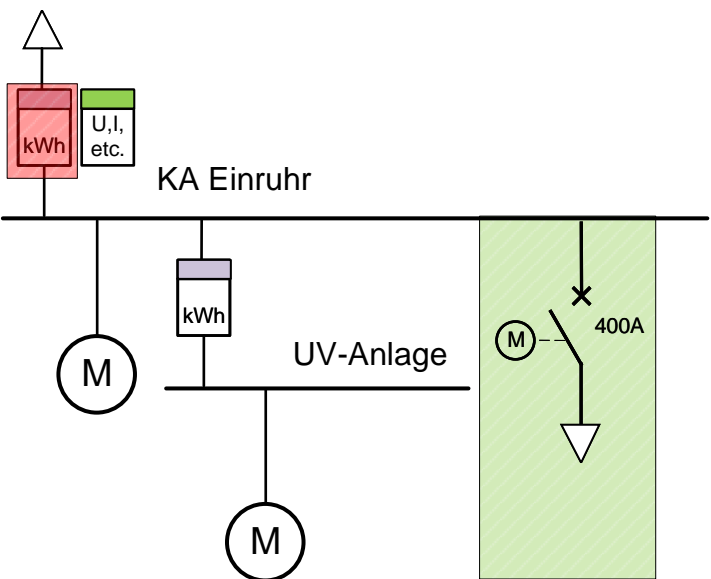 kWh
U,I,
etc.
KA Einruhr
kWh
M
UV-Anlage
M
400A
M